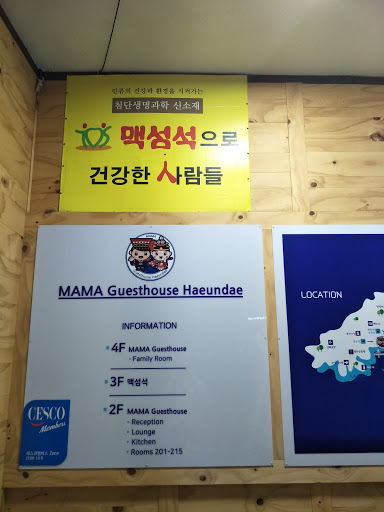 인류의 건강과 환경을 지켜가는
첨단생명과학 신소재
맥섬석으로
건강한 사람들
MAMA Guesthouse Haeundae
INFORMATION
4F MAMA Guesthouse
Family Room
3F 맥섬석
2F MAMA Guesthouse
Reception
Lounge
Kitchen
Rooms 201-215
CESCO
Members
LOCATION